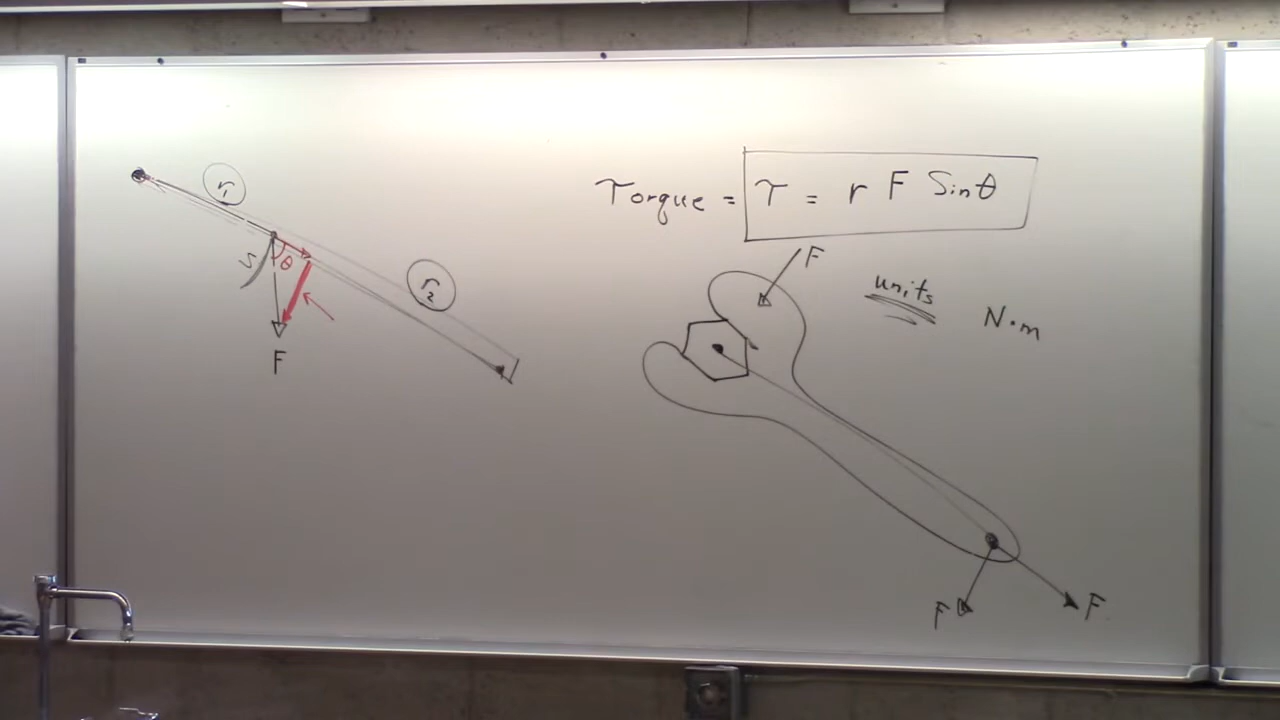 r₁
Torque = τ = r F Sinθ
F
units
N·m
S
θ
r₂
F
F
F